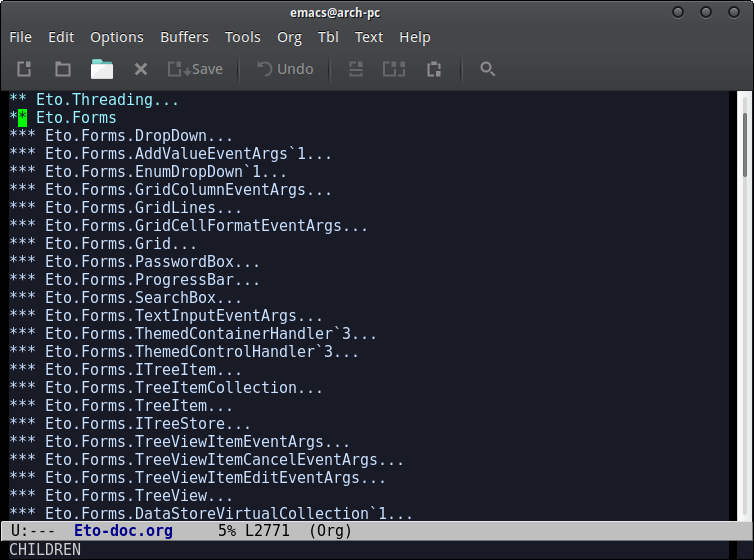 emacs@arch-pc
File Edit Options Buffers Tools Org Tbl Text Help
Save Undo
** Eto.Threading...
** Eto.Forms
*** Eto.Forms.DropDown...
*** Eto.Forms.AddValueEventArgs`1...
*** Eto.Forms.EnumDropDown`1...
*** Eto.Forms.GridColumnEventArgs...
*** Eto.Forms.GridLines...
*** Eto.Forms.GridCellFormatEventArgs...
*** Eto.Forms.Grid...
*** Eto.Forms.PasswordBox...
*** Eto.Forms.ProgressBar...
*** Eto.Forms.SearchBox...
*** Eto.Forms.TextInputEventArgs...
*** Eto.Forms.ThemedContainerHandler`3...
*** Eto.Forms.ThemedControlHandler`3...
*** Eto.Forms.ITreeItem...
*** Eto.Forms.TreeItemCollection...
*** Eto.Forms.TreeItem...
*** Eto.Forms.ITreeStore...
*** Eto.Forms.TreeViewItemEventArgs...
*** Eto.Forms.TreeViewItemCancelEventArgs...
*** Eto.Forms.TreeViewItemEditEventArgs...
*** Eto.Forms.TreeView...
*** Eto.Forms.DataStoreVirtualCollection`1...
U:--- Eto-doc.org 5% L2771 (Org)
CHILDREN